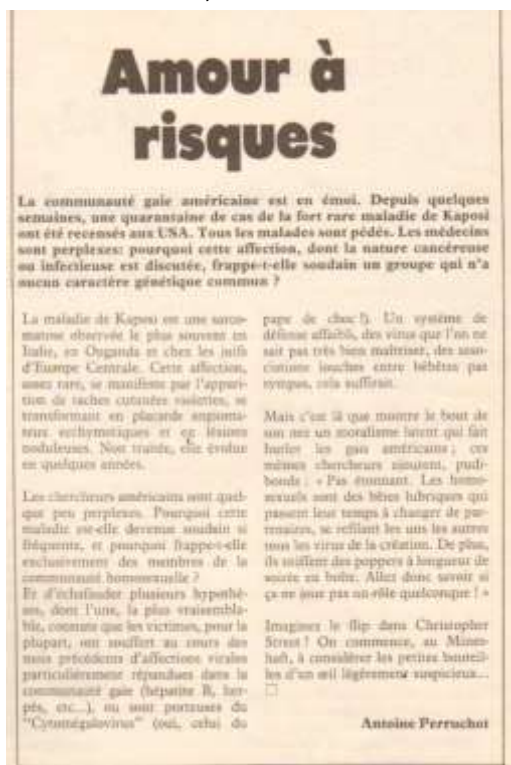 Amour à
risques
La communauté gaie américaine est en émoi. Depuis quelques
semaines, une quarantaine de cas de la fort rare maladie de Kaposi
ont été recensés aux USA. Tous les malades sont pédés. Les médecins
sont perplexes: pourquoi cette affection, dont la nature cancéreuse
ou infectieuse est discutée, frappe-t-elle soudain un groupe qui n'a
aucun caractère génétique commun ?
La maladie de Kaposi est une sarco-
matose observée le plus souvent en
Italie, en Ouganda et chez les juifs
d'Europe Centrale. Cette affection,
assez rare, se manifeste par l'appari-
tion de taches cutanées violettes, se
transformant en placards
ecchymotiques et en lésions
noduleuses. Non traitée, elle évolue
en quelques années.
Les chercheurs américains sont quel-
que peu perplexes. Pourquoi cette
maladie est-elle devenue soudain si
fréquente, et pourquoi frappe-t-elle
exclusivement des membres de la
communauté homosexuelle ?
Et d'échafauder plusieurs hypothè-
ses, dont l'une, la plus vraisembla-
ble, constate que les victimes, pour la
plupart, ont souffert au cours des
mois précédents d'affections virales
particulièrement répandues dans la
communauté gaie (hépatite B, her-
pès, etc...), ou sont porteuses du
"Cytomégalovirus" (oui, celui du
pape de choc !). Un système de
défense affaibli, des virus que l'on ne
sait pas très bien maîtriser, des
louches entre bébêtes pas
sympas, cela suffirait.
Mais c'est là que montre le bout de
son nez un moralisme latent qui fait
hurler les gais américains ; ces
mêmes chercheurs ajoutent, pudi-
bonds : « Pas étonnant. Les homo-
sexuels sont des bêtes lubriques qui
passent leur temps à changer de par-
tenaires, se refilant les uns les autres
tous les virus de la création. De plus,
ils sniffent des poppers à longueur de
soirée en boîte. Allez donc savoir si
ça ne joue pas un rôle quelconque ! »
Imaginez le flip dans Christopher
Street ! On commence, au Mines-
haft, à considérer les petites bouteil-
les d'un œil légèrement suspicieux...
□
Antoine Perruchot